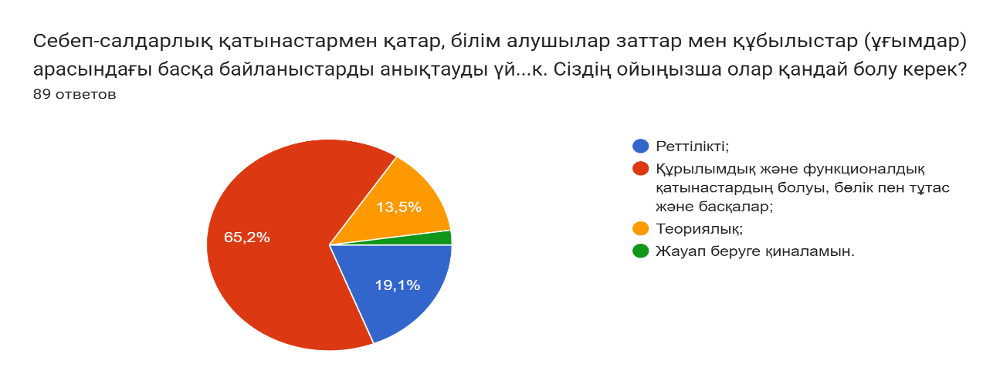 Себеп-салдарлық қатынастармен қатар, білім алушылар заттар мен құбылыстар (ұғымдар)
арасындағы басқа байланыстарды анықтауды үй...к. Сіздің ойыңызша олар қандай болу керек?
89 ответов
Реттілікті;
Құрылымдық және функционалдық
қатынастардың болуы, бөлік пен тұтас
және басқалар;
Теориялық;
Жауап беруге қиналамын.
13,5%
65,2%
19,1%